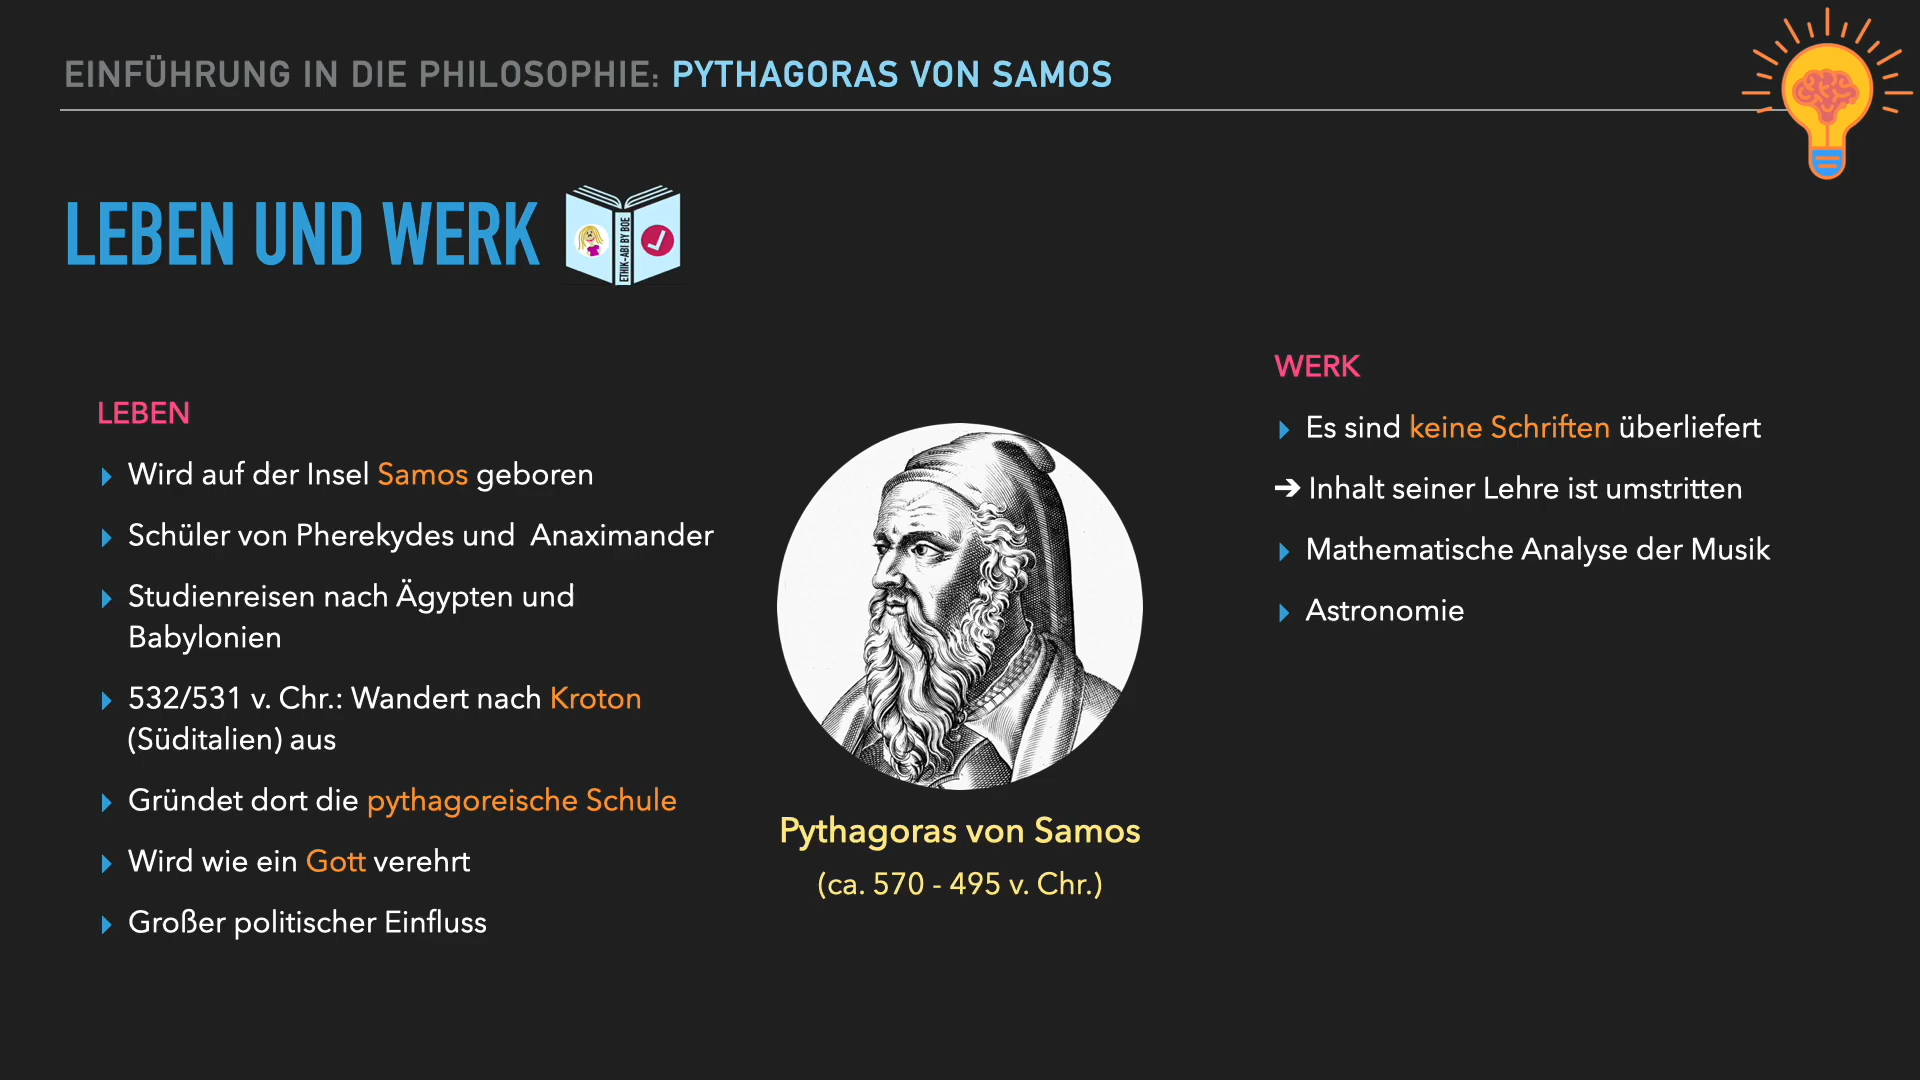 EINFÜHRUNG IN DIE PHILOSOPHIE: PYTHAGORAS VON SAMOS
LEBEN UND WERK
ETHIK-ABI BY BOE
LEBEN
Wird auf der Insel Samos geboren
Schüler von Pherekydes und Anaximander
Studienreisen nach Ägypten und
Babylonien
532/531 v. Chr.: Wandert nach Kroton
(Süditalien) aus
Gründet dort die pythagoreische Schule
Wird wie ein Gott verehrt
Großer politischer Einfluss
Pythagoras von Samos
(ca. 570 - 495 v. Chr.)
WERK
Es sind keine Schriften überliefert
➔ Inhalt seiner Lehre ist umstritten
Mathematische Analyse der Musik
Astronomie